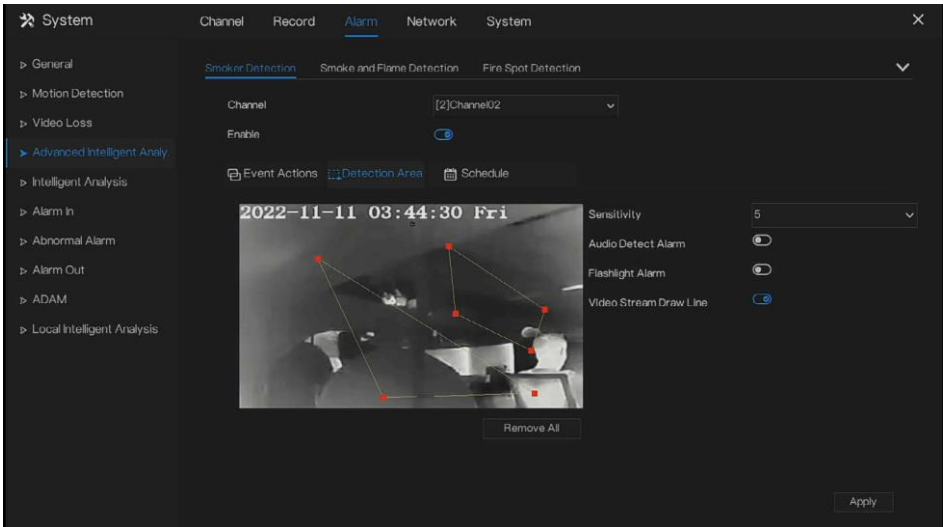 System
Channel Record Alarm Network System
General
Motion Detection
Video Loss
Advanced Intelligent Analy.
Intelligent Analysis
Alarm In
Abnormal Alarm
Alarm Out
ADAM
Local Intelligent Analysis
Smoker Detection Smoke and Flame Detection Fire Spot Detection
Channel [2]Channel02
Enable
Event Actions Detection Area Schedule
2022-11-11 03:44:30 Fri
Sensitivity 5
Audio Detect Alarm
Flashlight Alarm
Video Stream Draw Line
Remove All
Apply